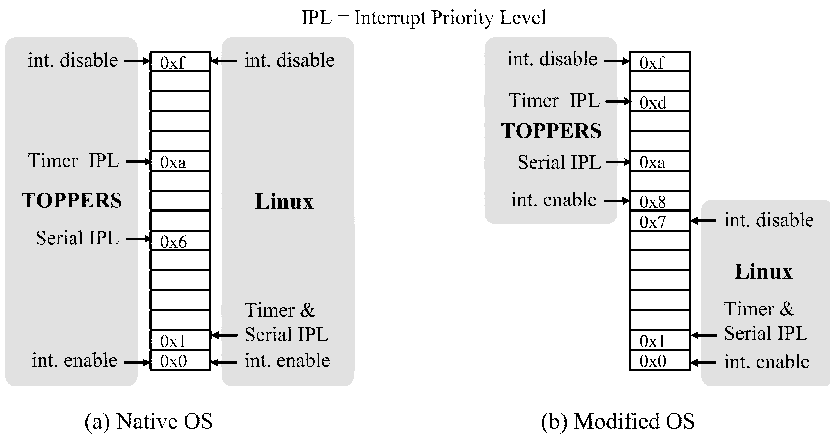 IPL = Interrupt Priority Level
int. disable
0xf
int. disable
Timer IPL
0xa
TOPPERS
Linux
Serial IPL
0x6
Timer &
Serial IPL
0x1
int. enable
0x0
int. enable
(a) Native OS
int. disable
0xf
Timer IPL
0xd
TOPPERS
Serial IPL
0xa
int. enable
0x8
0x7
int. disable
Linux
Timer &
Serial IPL
0x1
0x0
int. enable
(b) Modified OS